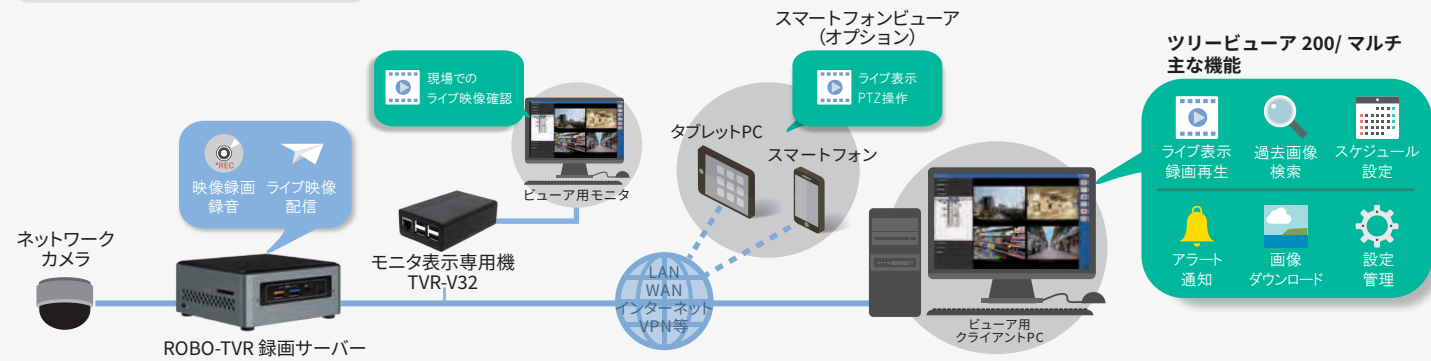 スマートフォンビューア
（オプション）
ツリービューア 200/ マルチ
主な機能
現場での
ライブ映像確認
ライブ表示
PTZ操作
タブレットPC
スマートフォン
ライブ表示
録画再生
過去画像
検索
スケジュール
設定
アラート
通知
画像
ダウンロード
設定
管理
REC
映像録画
録音
ライブ映像
配信
ビューア用モニタ
ネットワーク
カメラ
モニタ表示専用機
TVR-V32
LAN
WAN
インターネット
VPN等
ビューア用
クライアントPC
ROBO-TVR 録画サーバー